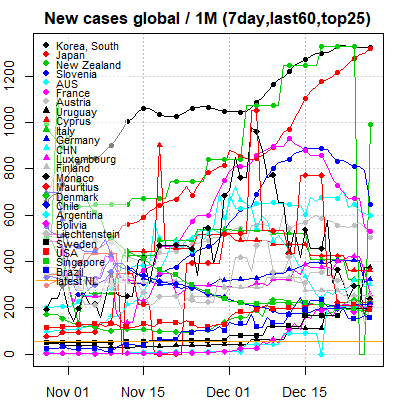 New cases global / 1M (7day,last60,top25)
Korea, South
Japan
New Zealand
Slovenia
AUS
France
Austria
Uruguay
Cyprus
Italy
Germany
CHN
Luxembourg
Finland
Monaco
Mauritius
Denmark
Chile
Argentina
Bolivia
Liechtenstein
Sweden
USA
Singapore
Brazil
latest NL
0
200
400
600
800
1000
1200
Nov 01
Nov 15
Dec 01
Dec 15